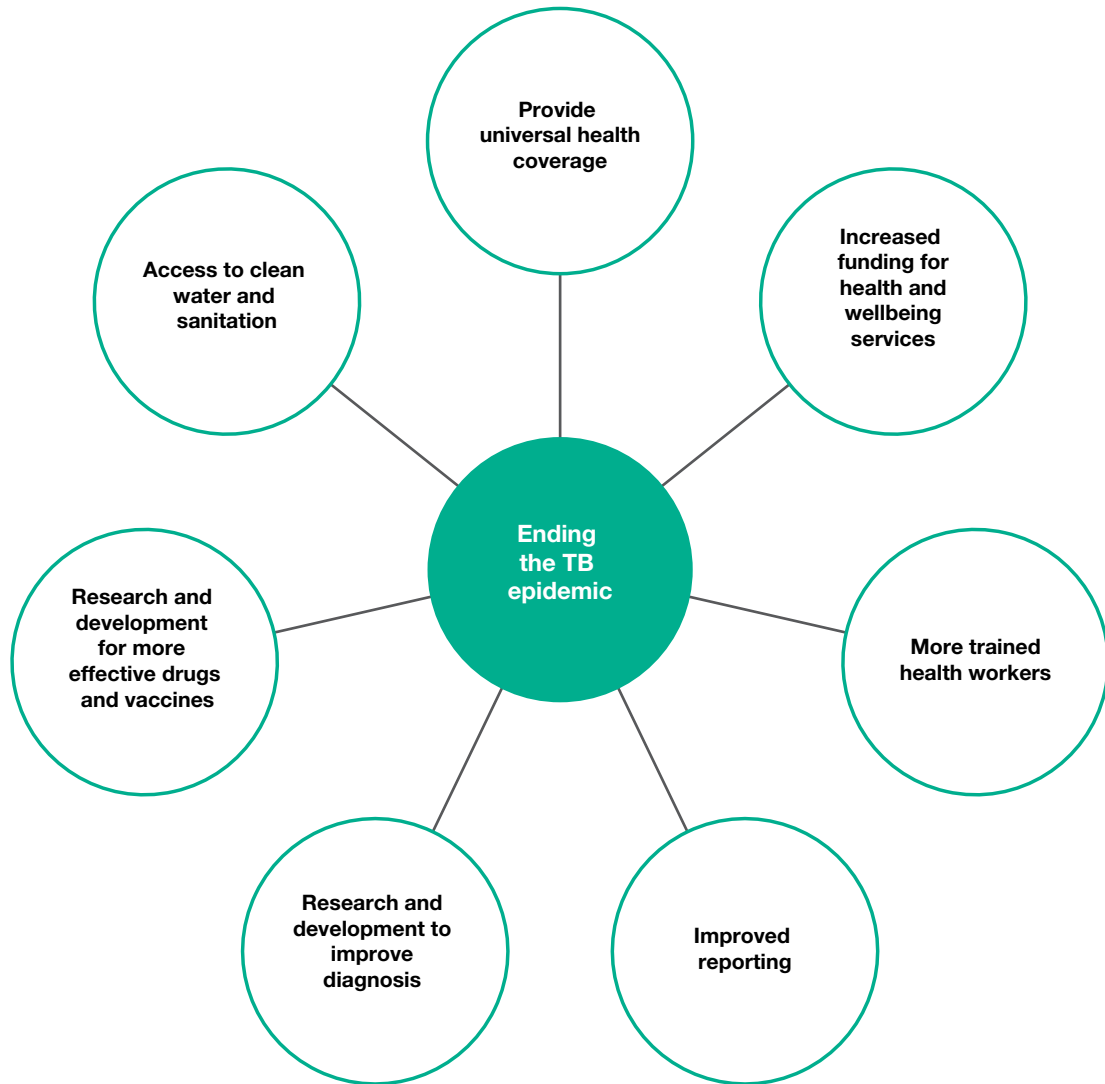 Provide
universal health
coverage
Increased
funding for
health and
wellbeing
services
More trained
health workers
Improved
reporting
Research and
development to
improve
diagnosis
Research and
development
for more
effective drugs
and vaccines
Access to clean
water and
sanitation
Ending
the TB
epidemic